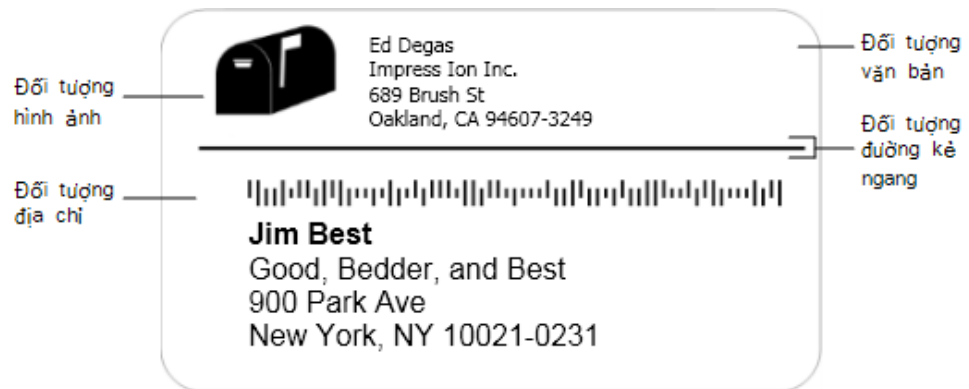 Ed Degas
Impress Ion Inc.
689 Brush St
Oakland, CA 94607-3249
Đối tượng
văn bản
Đối tượng
hình ảnh
Đối tượng
đường kẻ
ngang
Đối tượng
địa chỉ
Jim Best
Good, Bedder, and Best
900 Park Ave
New York, NY 10021-0231